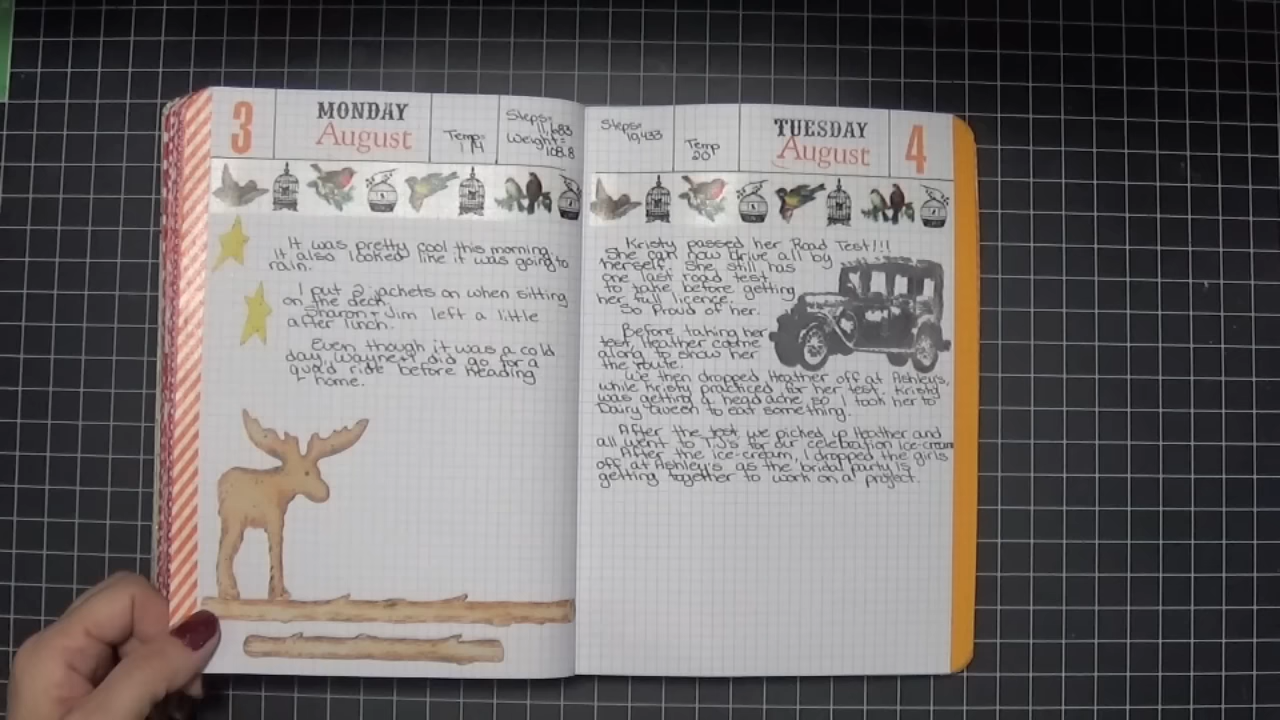 3
MONDAY
August
Temp=
14
Steps=
11,683
Weight=
108.8
It was pretty cool this morning.
It also looked like it was going to
rain.
I put 2 jackets on when sitting
on the deck.
Sharon + Jim left a little
after lunch.
Even though it was a cold
day, Wayne + I did go for a
quad ride before heading
home.
Steps=
10,433
Temp
20°
TUESDAY
August
4
Kristy passed her Road Test!!!
She can now drive all by
herself. She still has
one last road test
to take before getting
her full licence.
So Proud of her.
Before taking her
test, Heather came
along to show her
the route.
We then dropped Heather off at Ashley's,
while Kristy practiced for her test. Kristy
was getting a headache, so I took her to
Dairy Queen to eat something.
After the test, we picked up Heather and
all went to TJ's for our celebration ice-cream
After the ice-cream, I dropped the girls
off at Ashley's as the bridal party is
getting together to work on a project.